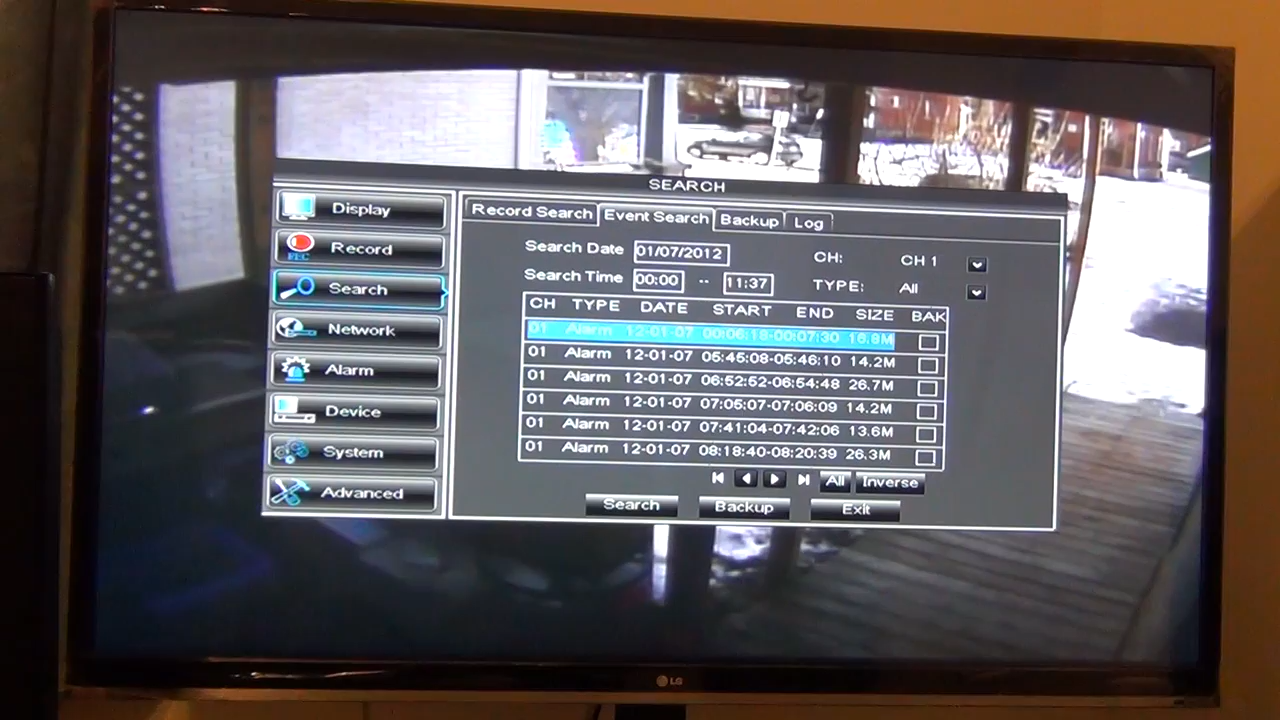 SEARCH
Display
Record
REC
Search
Network
Alarm
Device
System
Advanced
Record Search Event Search Backup Log
Search Date 01/07/2012 CH: CH 1
Search Time 00:00 -- 11:37 TYPE: All
CH TYPE DATE START END SIZE BAK
01 Alarm 12-01-07 00:06:18-00:07:30 16.8M
01 Alarm 12-01-07 05:45:08-05:46:10 14.2M
01 Alarm 12-01-07 06:52:52-06:54:48 26.7M
01 Alarm 12-01-07 07:05:07-07:06:09 14.2M
01 Alarm 12-01-07 07:41:04-07:42:06 13.6M
01 Alarm 12-01-07 08:18:40-08:20:39 26.3M
All Inverse
Search Backup Exit
LG